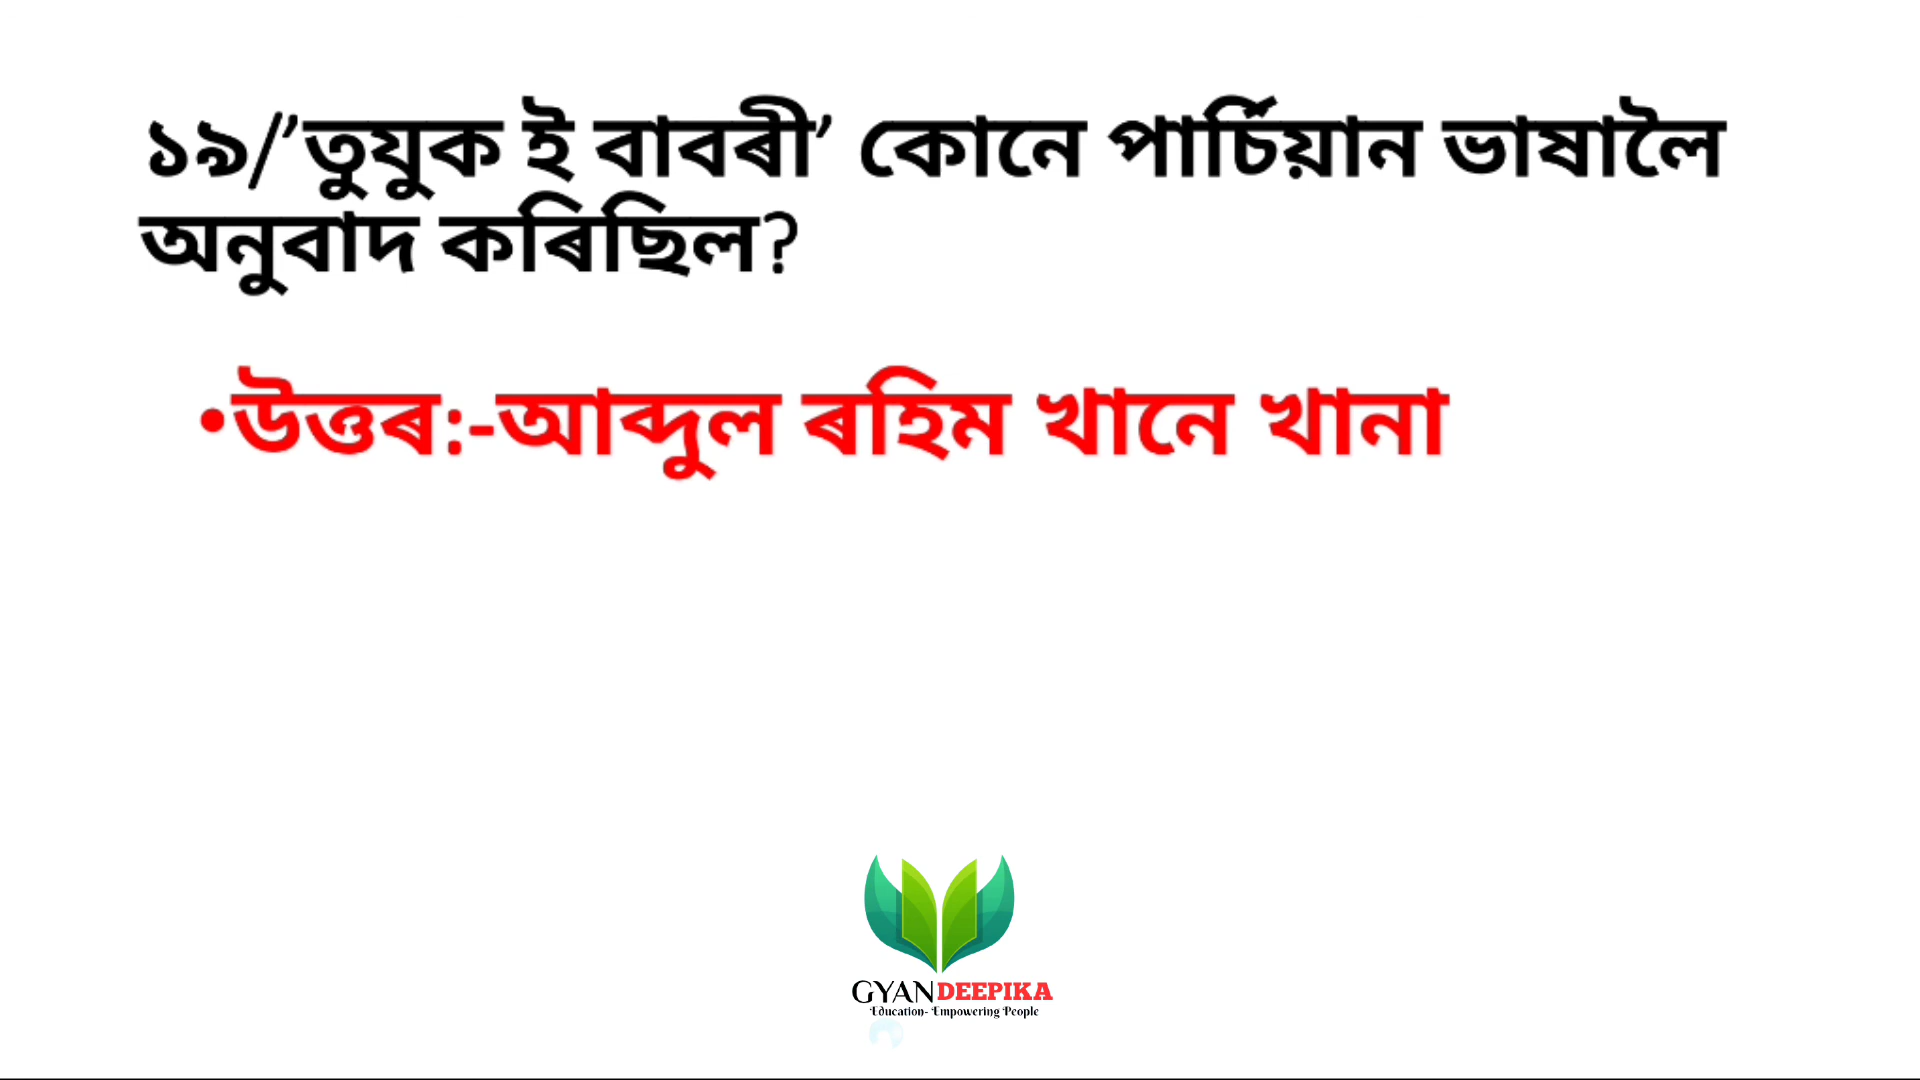 ১৯/’তুযুক ই বাবৰী’ কোনে পাৰ্চিয়ান ভাষালৈ
অনুবাদ কৰিছিল?
•উত্তৰ:-আব্দুল ৰহিম খানে খানা
GYANDEEPIKA
Education- Empowering People